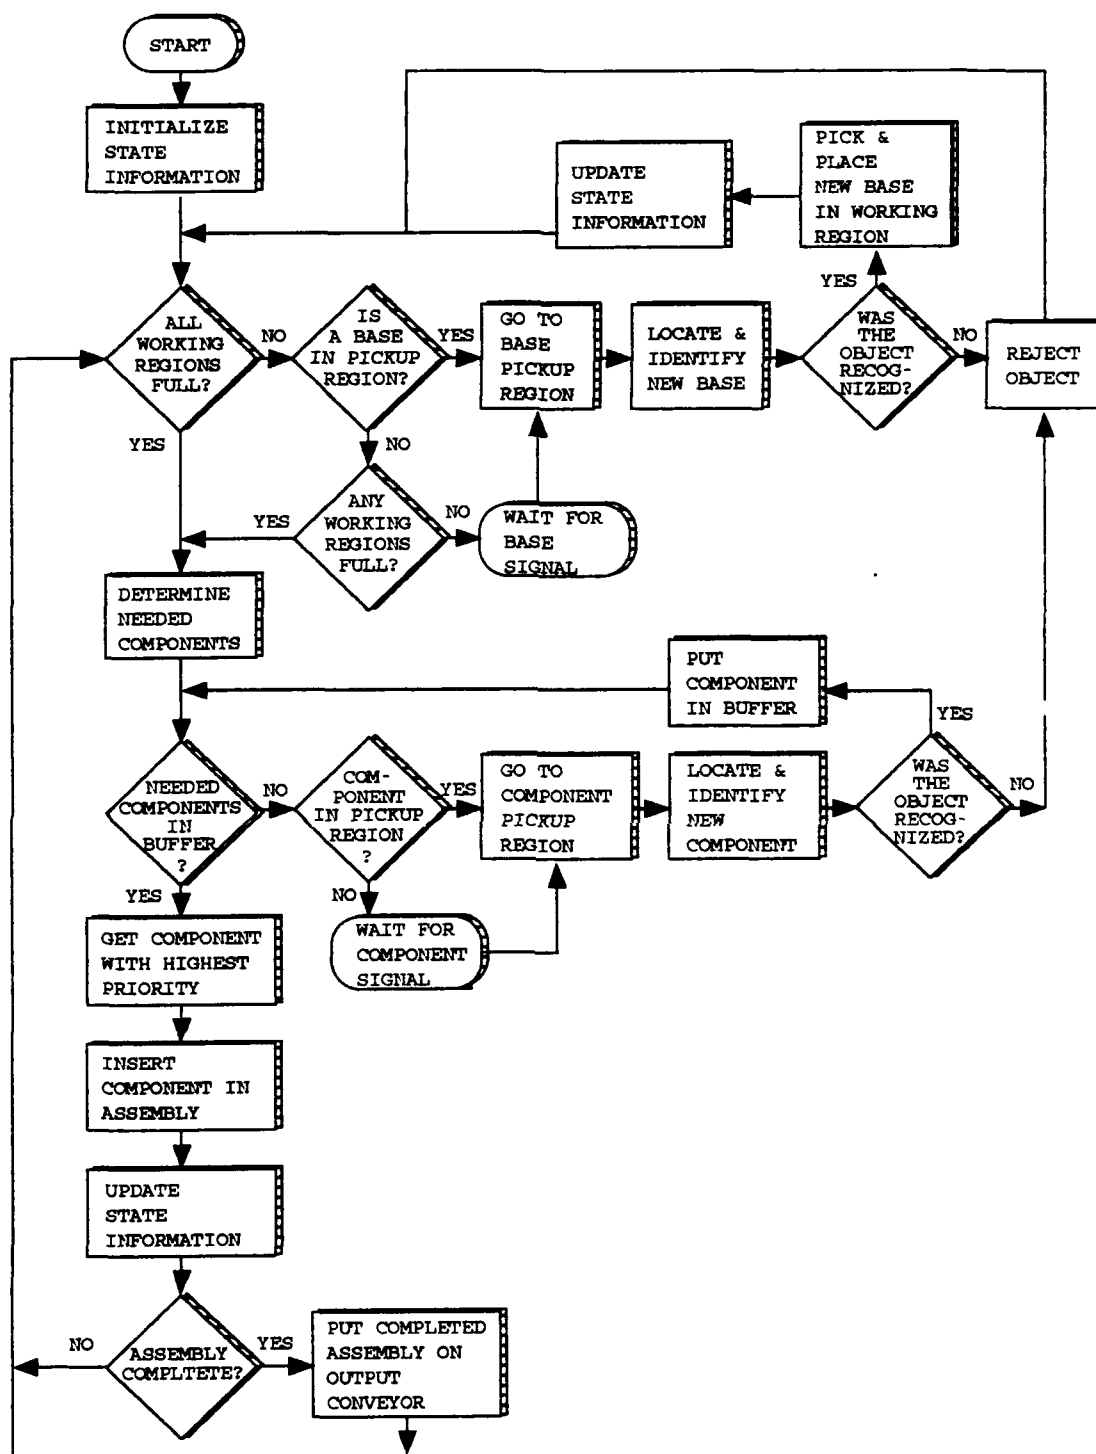 START
INITIALIZE
STATE
INFORMATION
UPDATE
STATE
INFORMATION
PICK &
PLACE
NEW BASE
IN WORKING
REGION
YES
ALL
WORKING
REGIONS
FULL?
NO
IS
A BASE
IN PICKUP
REGION?
YES
GO TO
BASE
PICKUP
REGION
LOCATE &
IDENTIFY
NEW BASE
WAS
THE
OBJECT
RECOG-
NIZED?
NO
REJECT
OBJECT
YES
NO
ANY
WORKING
REGIONS
FULL?
YES
NO
WAIT FOR
BASE
SIGNAL
DETERMINE
NEEDED
COMPONENTS
PUT
COMPONENT
IN BUFFER
YES
NEEDED
COMPONENTS
IN
BUFFER
?
NO
COM-
PONENT
IN PICKUP
REGION
?
YES
GO TO
COMPONENT
PICKUP
REGION
LOCATE &
IDENTIFY
NEW
COMPONENT
WAS
THE
OBJECT
RECOG-
NIZED?
NO
YES
NO
WAIT FOR
COMPONENT
SIGNAL
GET COMPONENT
WITH HIGHEST
PRIORITY
INSERT
COMPONENT IN
ASSEMBLY
UPDATE
STATE
INFORMATION
NO
ASSEMBLY
COMPLTETE?
YES
PUT COMPLETED
ASSEMBLY ON
OUTPUT
CONVEYOR